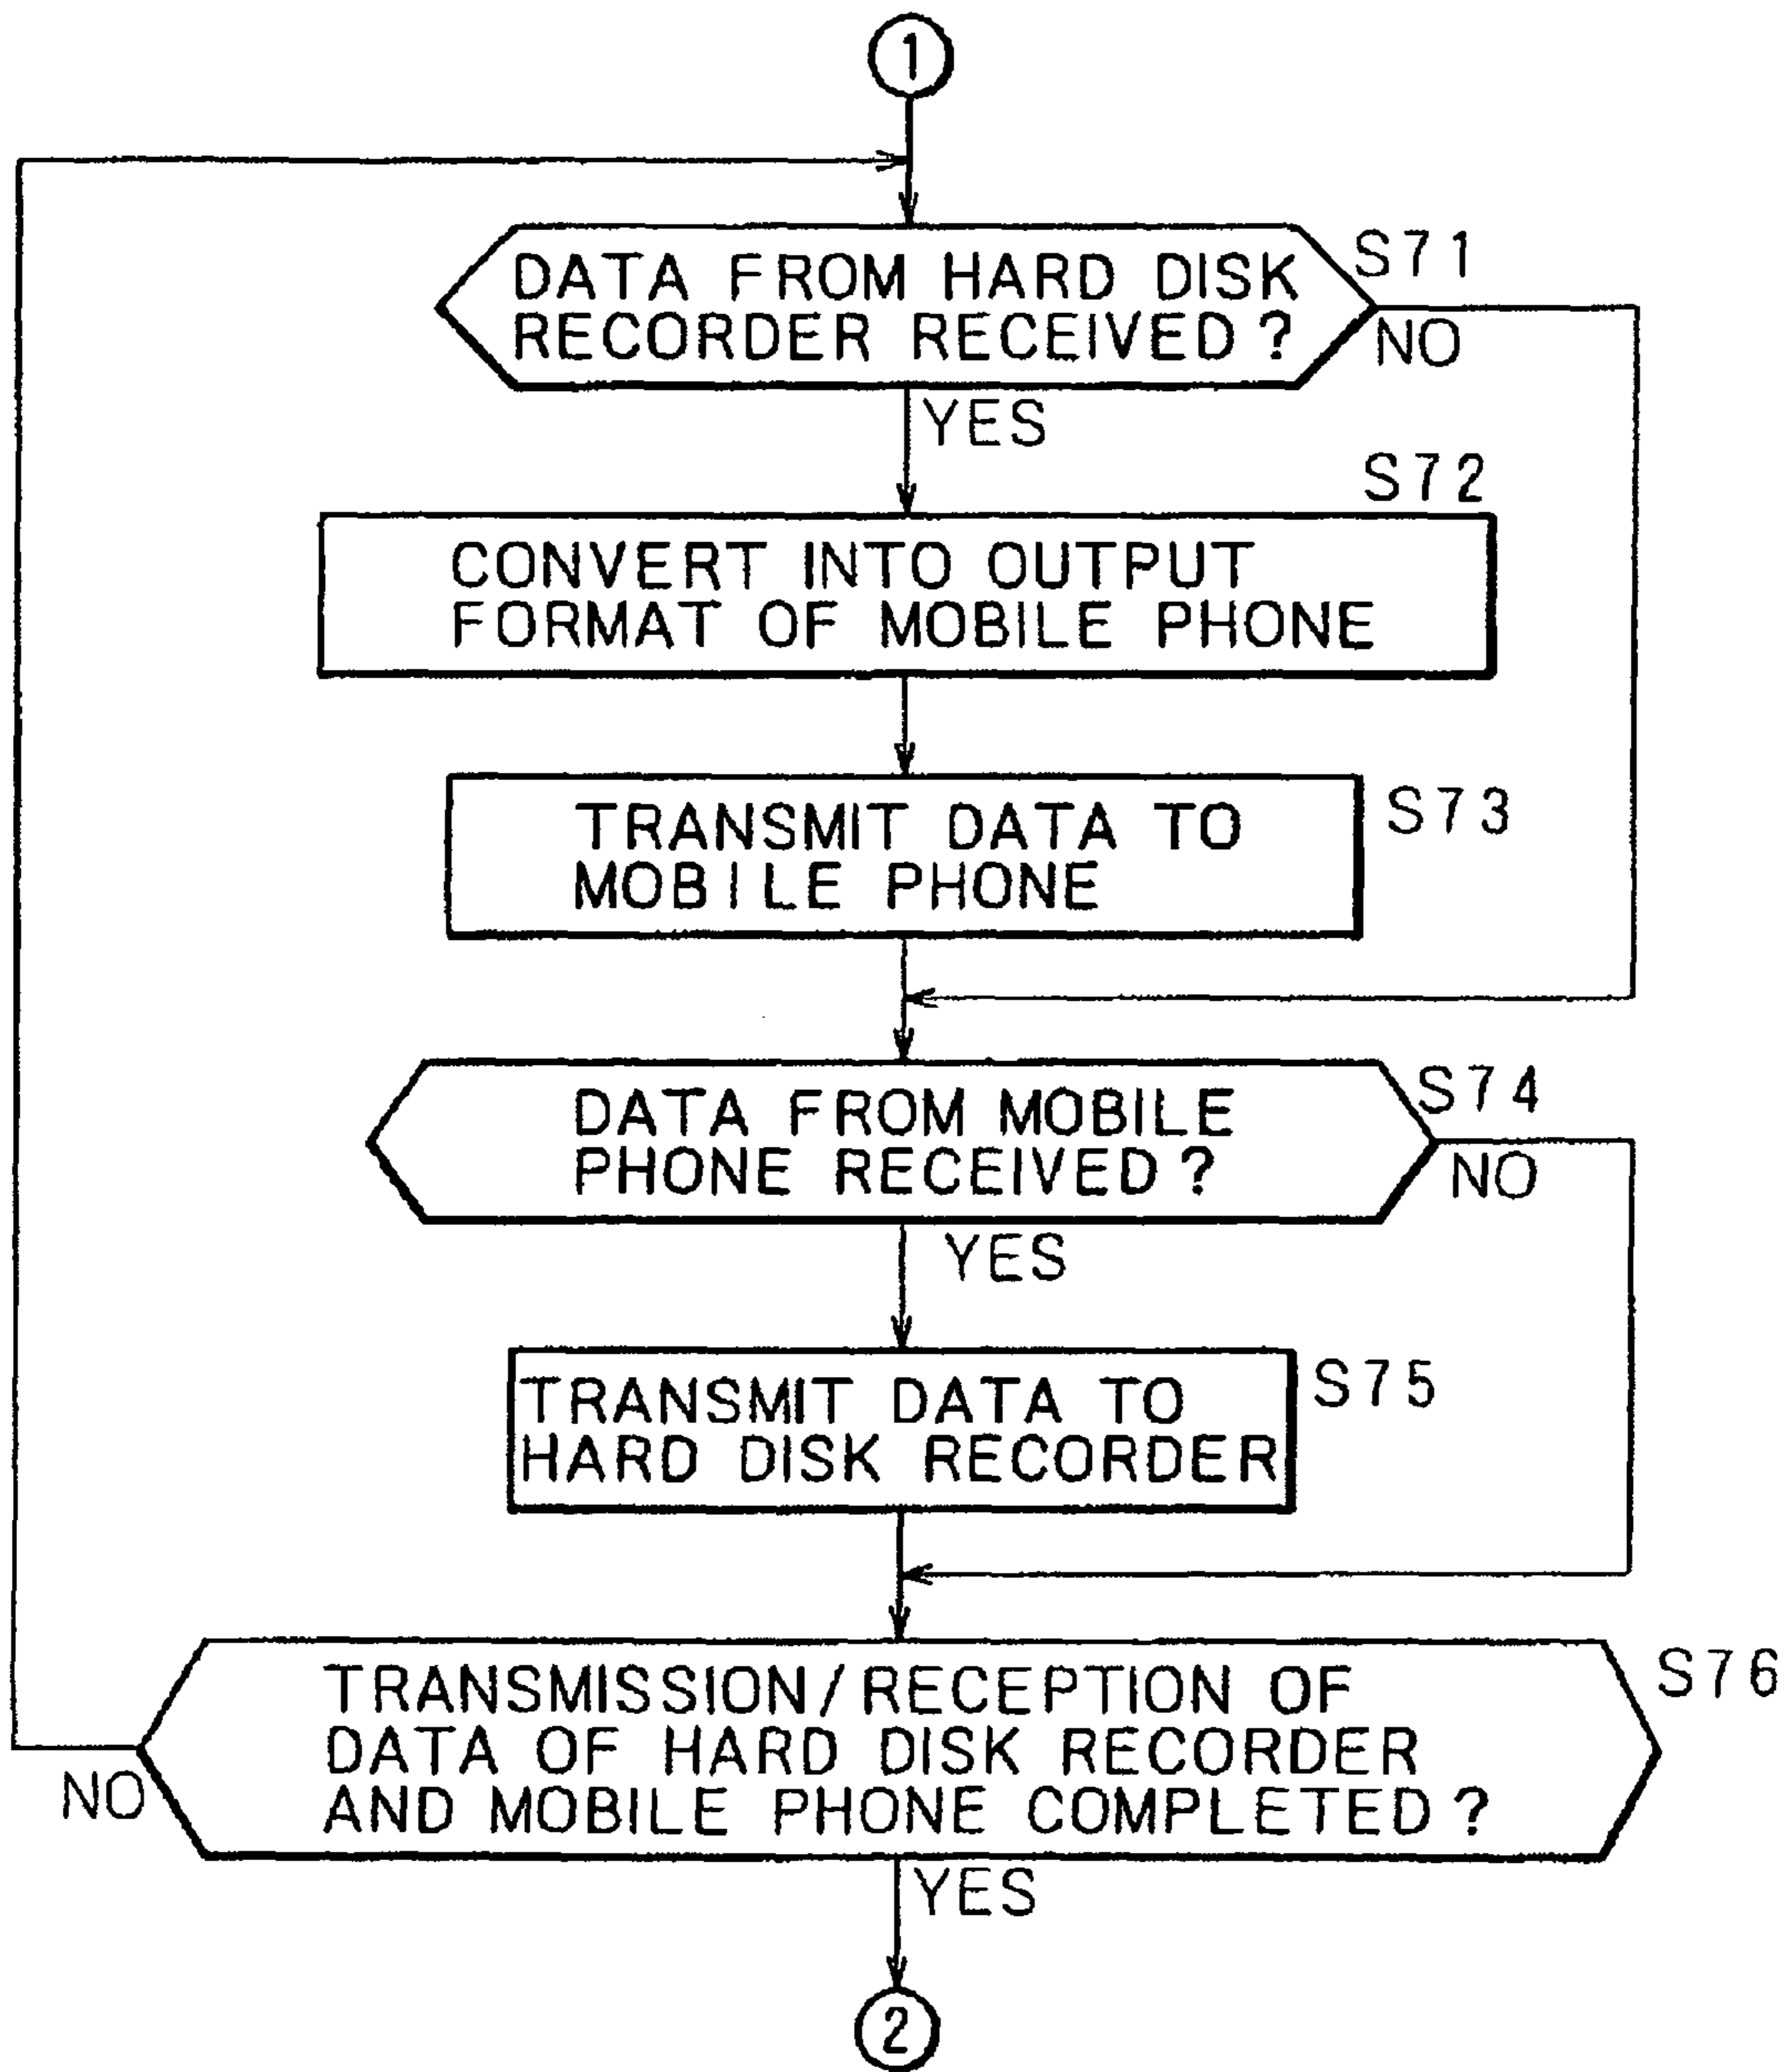 1
DATA FROM HARD DISK
RECORDER RECEIVED?
S71
NO
YES
S72
CONVERT INTO OUTPUT
FORMAT OF MOBILE PHONE
TRANSMIT DATA TO
MOBILE PHONE
S73
DATA FROM MOBILE
PHONE RECEIVED?
S74
NO
YES
TRANSMIT DATA TO
HARD DISK RECORDER
S75
TRANSMISSION/RECEPTION OF
DATA OF HARD DISK RECORDER
AND MOBILE PHONE COMPLETED?
S76
NO
YES
2